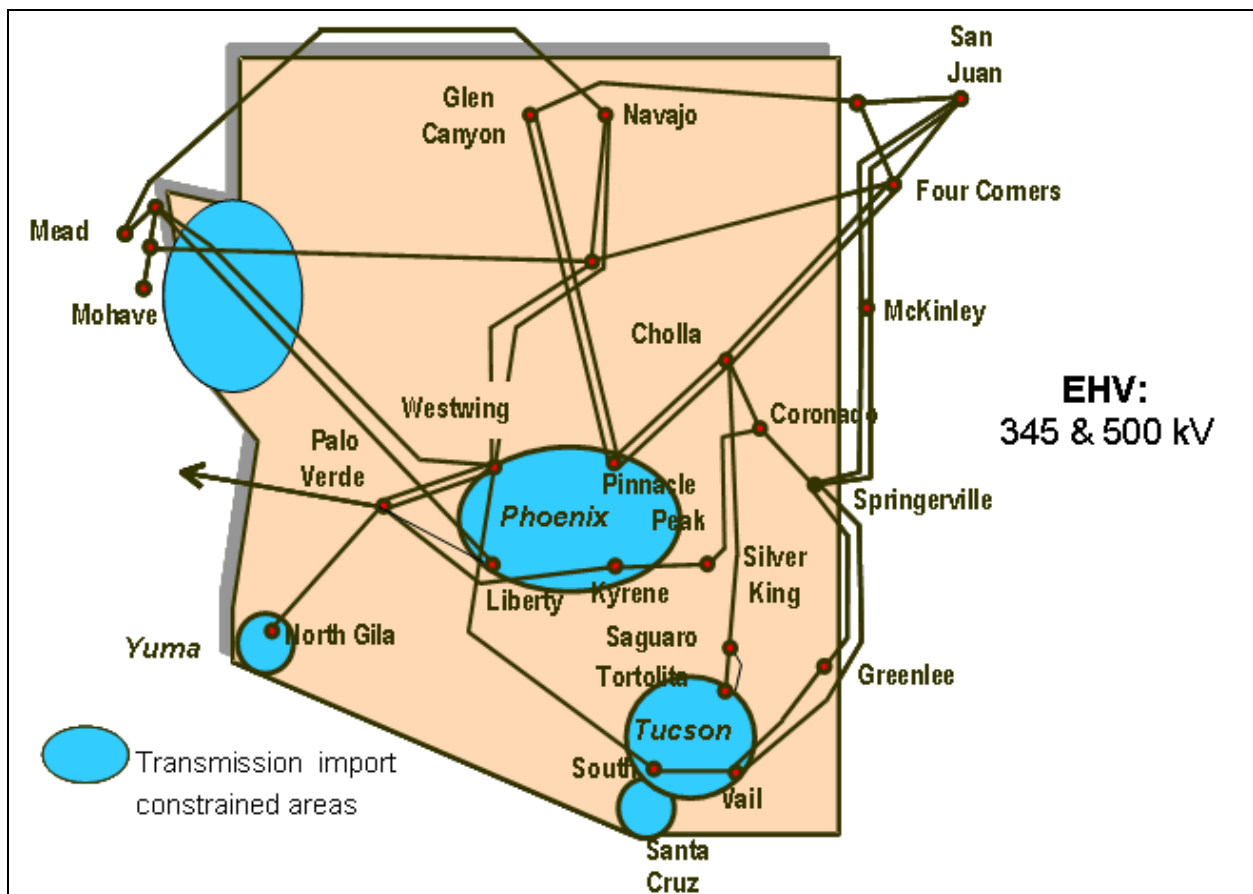 San
Juan
Glen
Canyon
Navajo
Four Corners
Mead
Mohave
McKinley
Cholla
EHV:
345 & 500 kV
Westwing
Coronado
Palo
Verde
Pinnacle
Peak
Springerville
Phoenix
Silver
King
Liberty
Kyrene
North Gila
Yuma
Saguaro
Tortolita
Greenlee
Tucson
Transmission import
constrained areas
South
Vail
Santa
Cruz